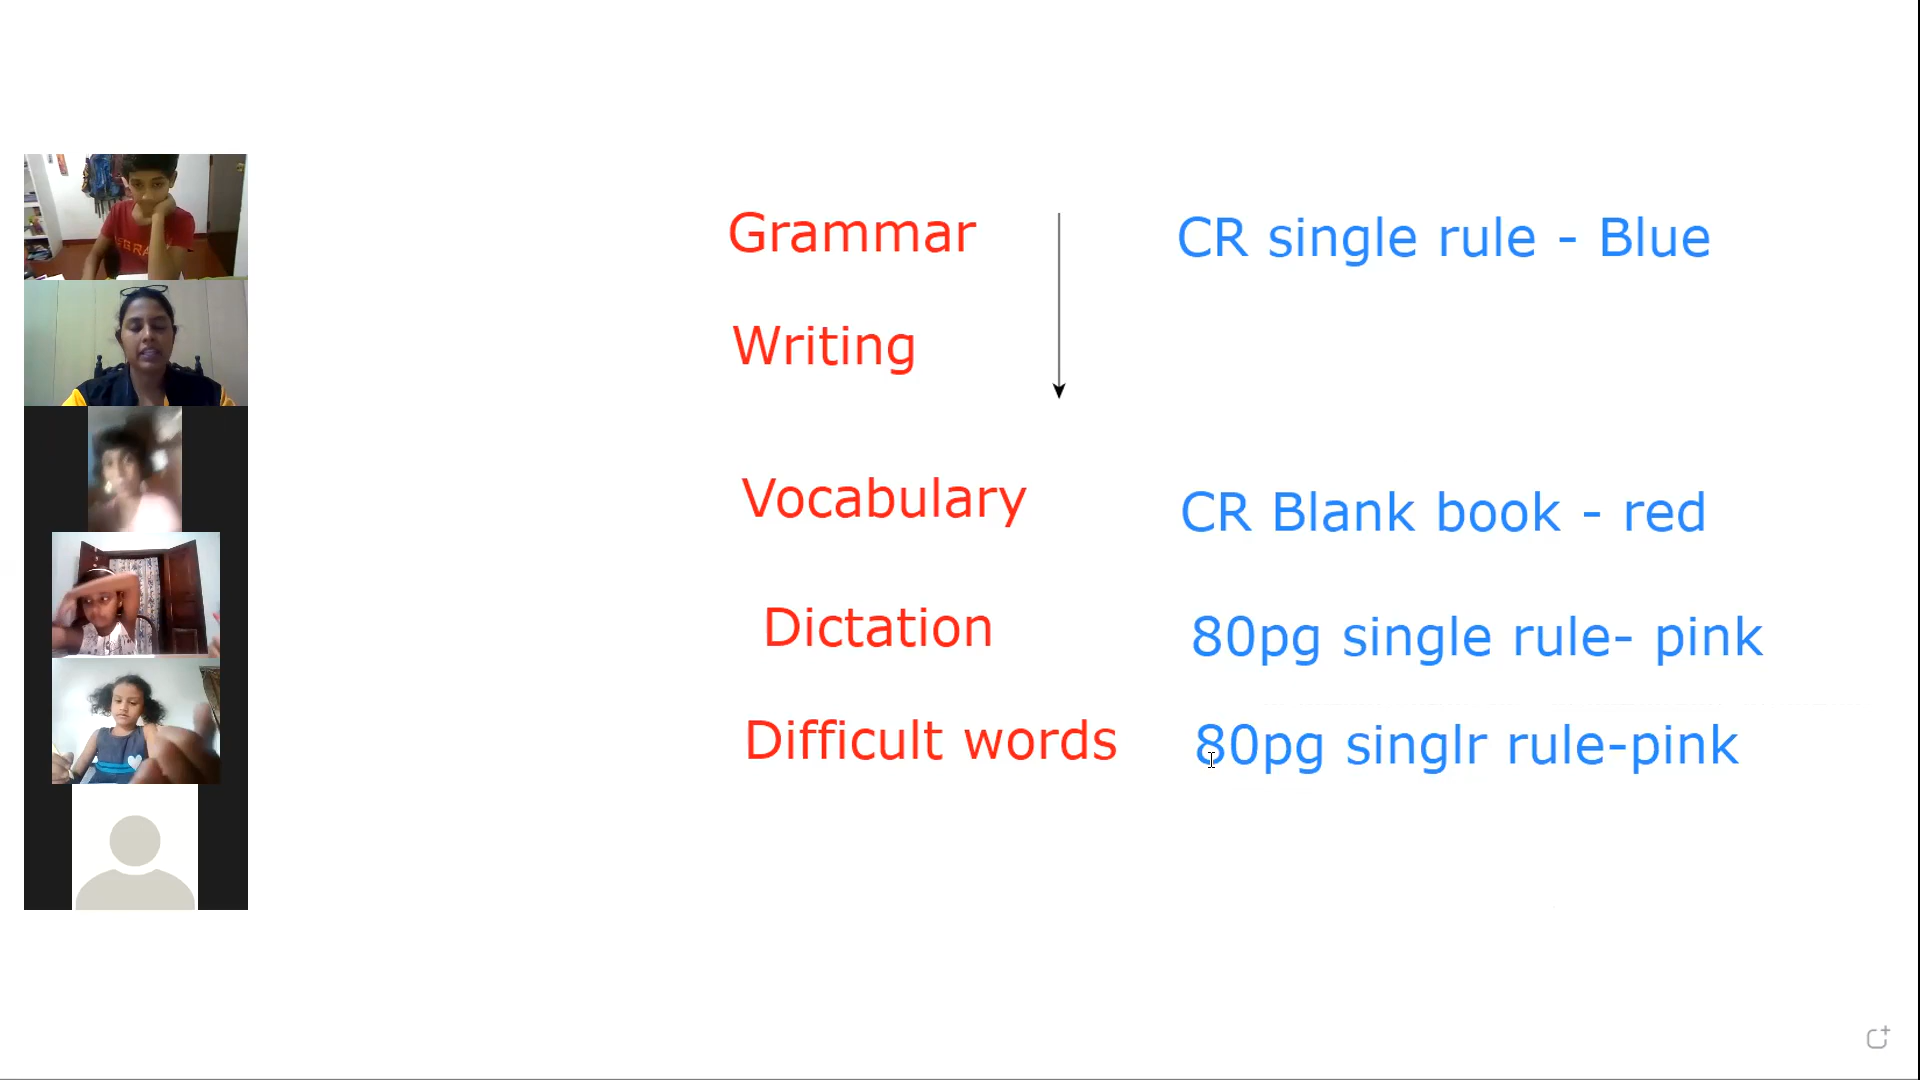 Grammar
CR single rule - Blue
Writing
Vocabulary
CR Blank book - red
Dictation
80pg single rule- pink
Difficult words
80pg singlr rule-pink